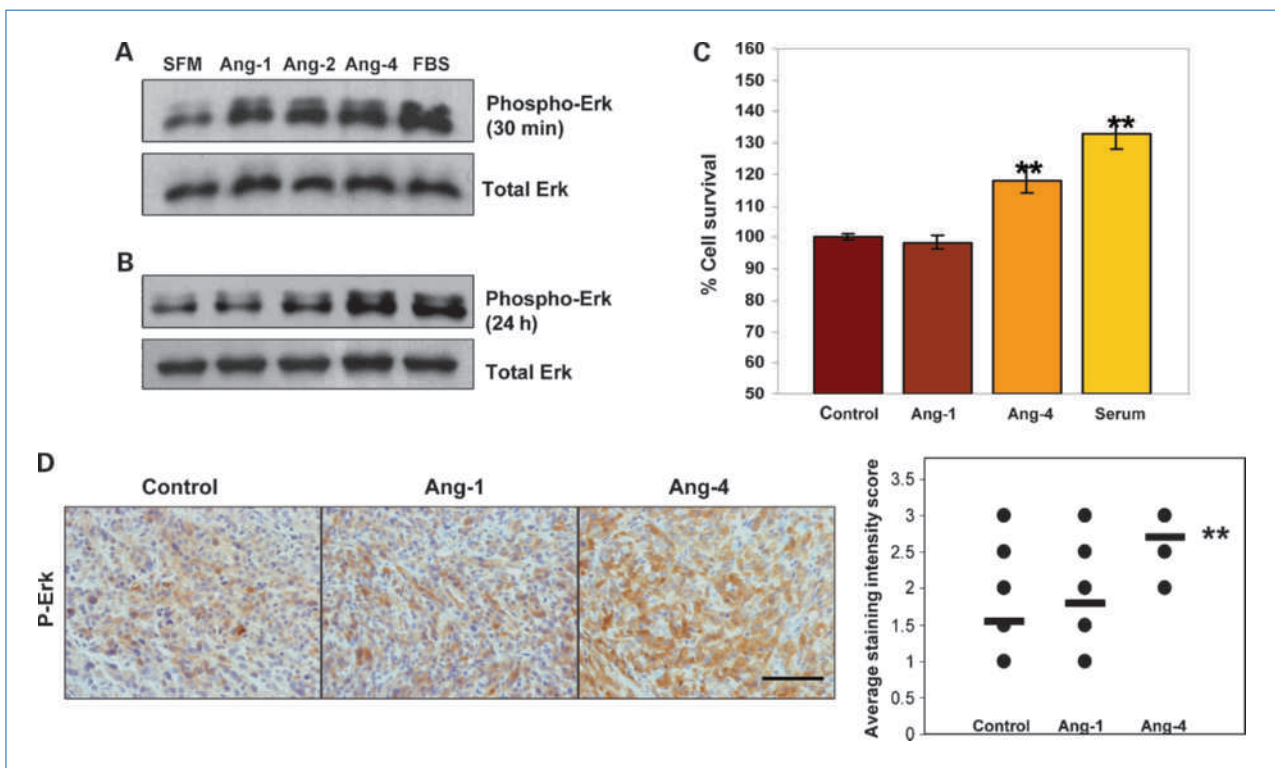 A
SFM Ang-1 Ang-2 Ang-4 FBS
Phospho-Erk
(30 min)
Total Erk
B
Phospho-Erk
(24 h)
Total Erk
C
% Cell survival
160
150
140
130
120
110
100
90
80
70
60
50
**
**
Control Ang-1 Ang-4 Serum
D
Control Ang-1 Ang-4
P-Erk
Average staining intensity score
3.5
3
2.5
2
1.5
1
0
**
Control Ang-1 Ang-4